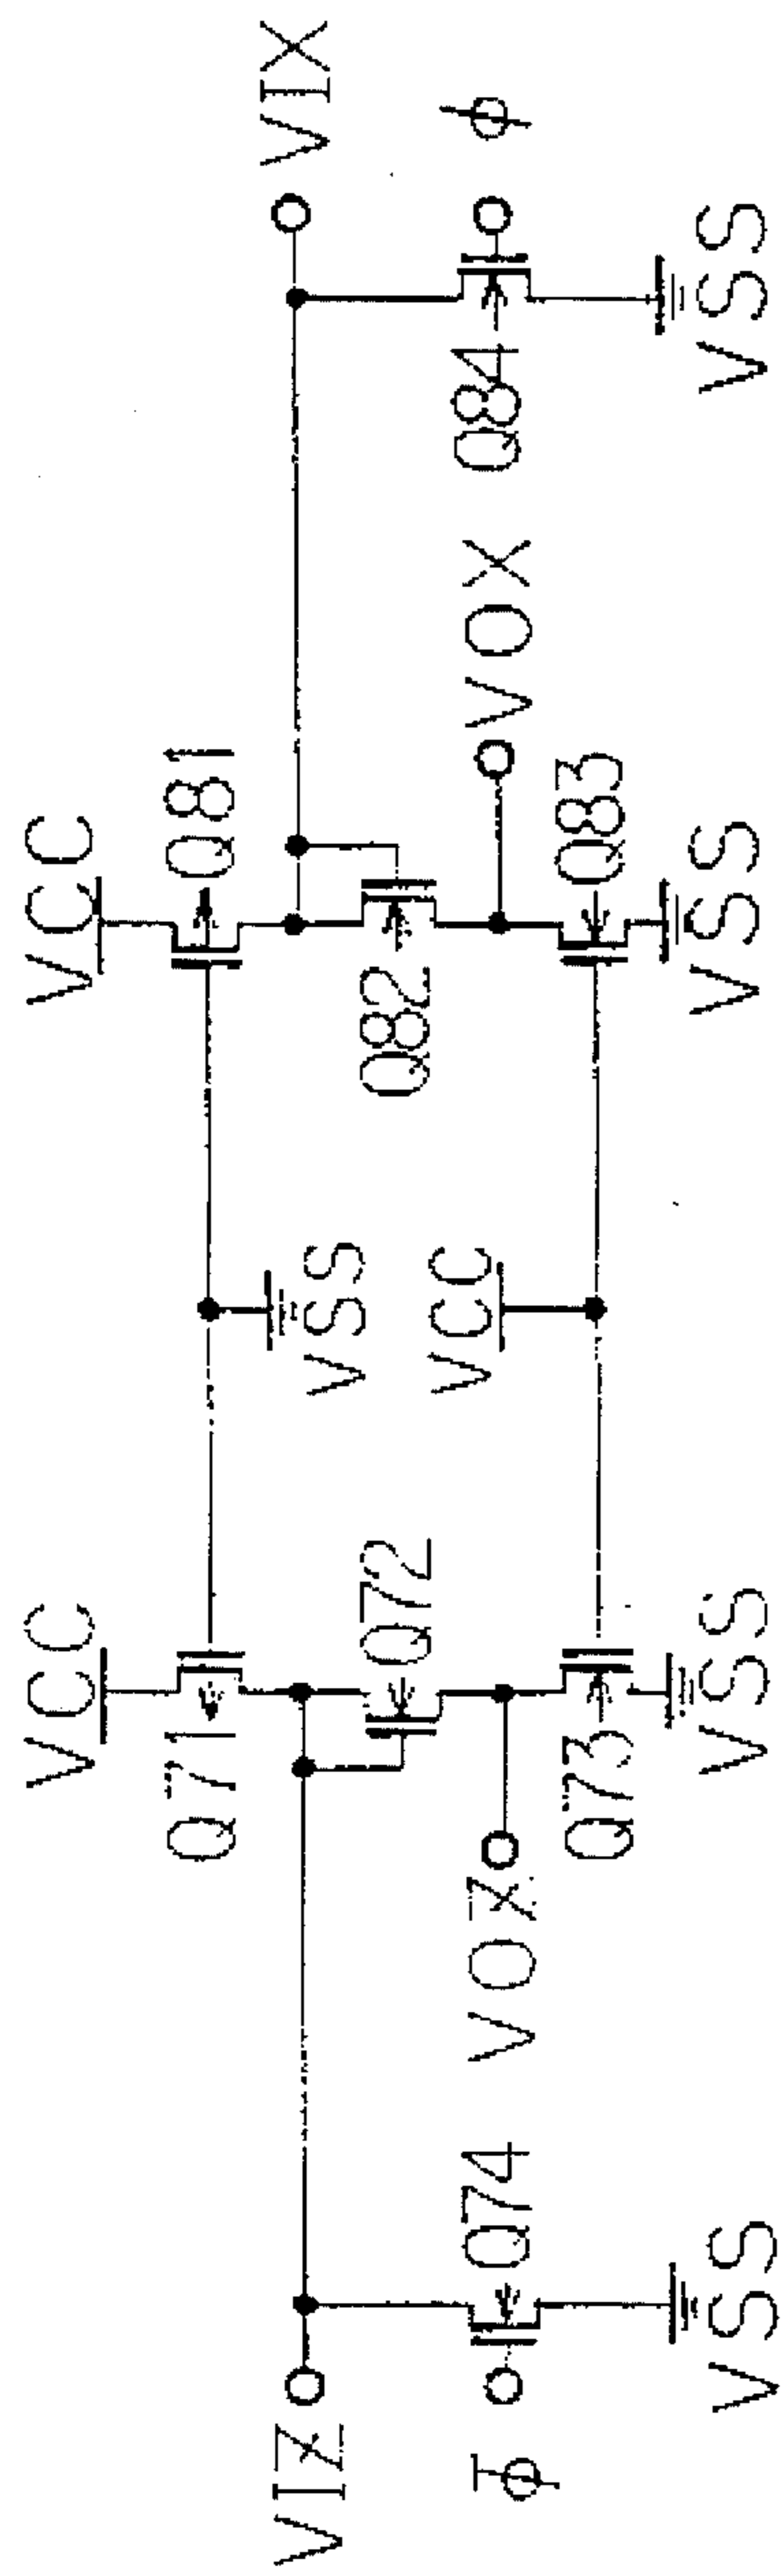 VCC
VCC
Q71
Q81
VIZ
VSS
VIX
Q72
Q82
VCC
ϕ̅
Q74
VOZ
VOX
Q84
ϕ
Q73
Q83
VSS
VSS
VSS
VSS